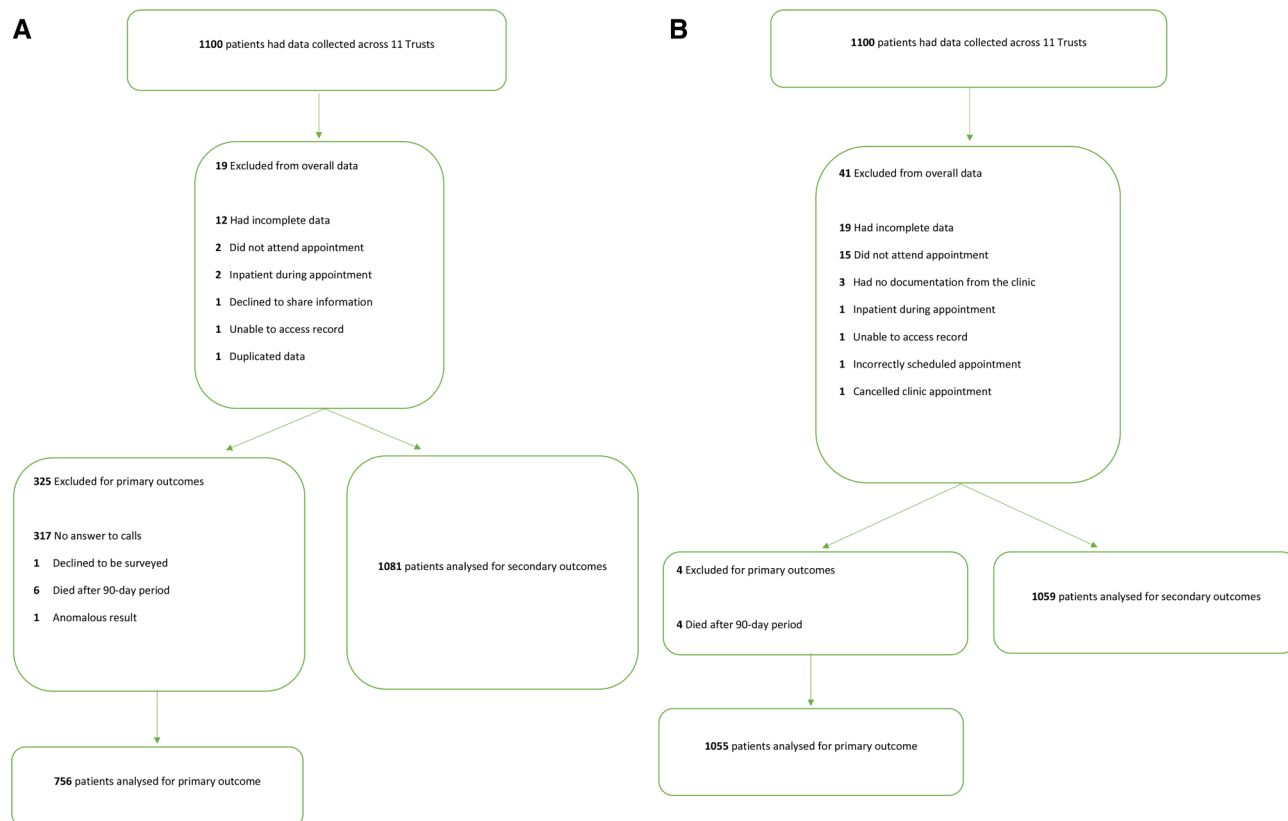 A
1100 patients had data collected across 11 Trusts
19 Excluded from overall data
12 Had incomplete data
2 Did not attend appointment
2 Inpatient during appointment
1 Declined to share information
1 Unable to access record
1 Duplicated data
325 Excluded for primary outcomes
317 No answer to calls
1 Declined to be surveyed
6 Died after 90-day period
1 Anomalous result
1081 patients analysed for secondary outcomes
756 patients analysed for primary outcome
B
1100 patients had data collected across 11 Trusts
41 Excluded from overall data
19 Had incomplete data
15 Did not attend appointment
3 Had no documentation from the clinic
1 Inpatient during appointment
1 Unable to access record
1 Incorrectly scheduled appointment
1 Cancelled clinic appointment
4 Excluded for primary outcomes
4 Died after 90-day period
1059 patients analysed for secondary outcomes
1055 patients analysed for primary outcome